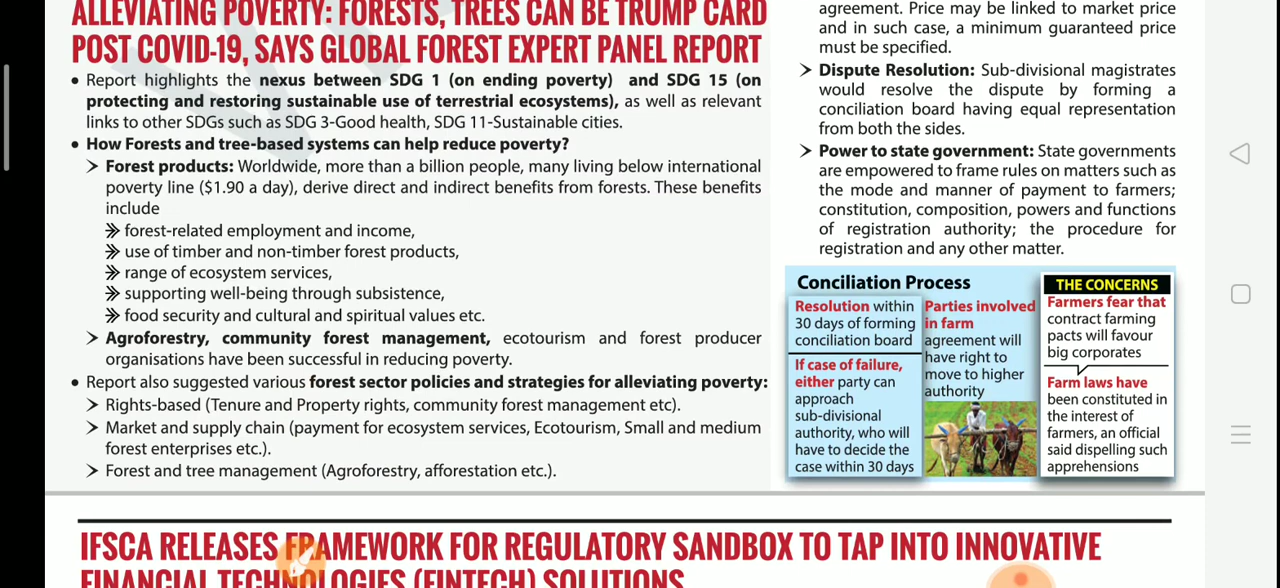 ALLEVIATING POVERTY: FORESTS, TREES CAN BE TRUMP CARD
POST COVID-19, SAYS GLOBAL FOREST EXPERT PANEL REPORT
• Report highlights the nexus between SDG 1 (on ending poverty) and SDG 15 (on
protecting and restoring sustainable use of terrestrial ecosystems), as well as relevant
links to other SDGs such as SDG 3-Good health, SDG 11-Sustainable cities.
• How Forests and tree-based systems can help reduce poverty?
Forest products: Worldwide, more than a billion people, many living below international
poverty line ($1.90 a day), derive direct and indirect benefits from forests. These benefits
include
forest-related employment and income,
use of timber and non-timber forest products,
range of ecosystem services,
supporting well-being through subsistence,
food security and cultural and spiritual values etc.
Agroforestry, community forest management, ecotourism and forest producer
organisations have been successful in reducing poverty.
• Report also suggested various forest sector policies and strategies for alleviating poverty:
Rights-based (Tenure and Property rights, community forest management etc).
Market and supply chain (payment for ecosystem services, Ecotourism, Small and medium
forest enterprises etc.).
Forest and tree management (Agroforestry, afforestation etc.).
agreement. Price may be linked to market price
and in such case, a minimum guaranteed price
must be specified.
Dispute Resolution: Sub-divisional magistrates
would resolve the dispute by forming a
conciliation board having equal representation
from both the sides.
Power to state government: State governments
are empowered to frame rules on matters such as
the mode and manner of payment to farmers;
constitution, composition, powers and functions
of registration authority; the procedure for
registration and any other matter.
Conciliation Process
Resolution within
30 days of forming
conciliation board
If case of failure,
either party can
approach
sub-divisional
authority, who will
have to decide the
case within 30 days
Parties involved
in farm
agreement will
have right to
move to higher
authority
THE CONCERNS
Farmers fear that
contract farming
pacts will favour
big corporates
Farm laws have
been constituted in
the interest of
farmers, an official
said dispelling such
apprehensions
IFSCA RELEASES FRAMEWORK FOR REGULATORY SANDBOX TO TAP INTO INNOVATIVE
FINANCIAL TECHNOLOGIES (FINTECH) SOLUTIONS